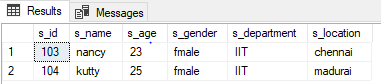 Results Messages
s_id s_name s_age s_gender s_department s_location
1 103 nancy 23 fmale IIT chennai
2 104 kutty 25 fmale IIT madurai